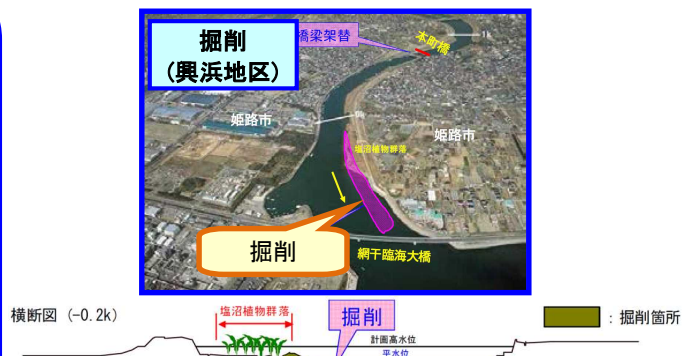 掘削
(興浜地区)
橋梁架替
本町橋
姫路市
姫路市
塩沼植物群落
掘削
網干臨海大橋
横断図 (-0.2k)
塩沼植物群落
掘削
:掘削箇所
計画高水位
平水位